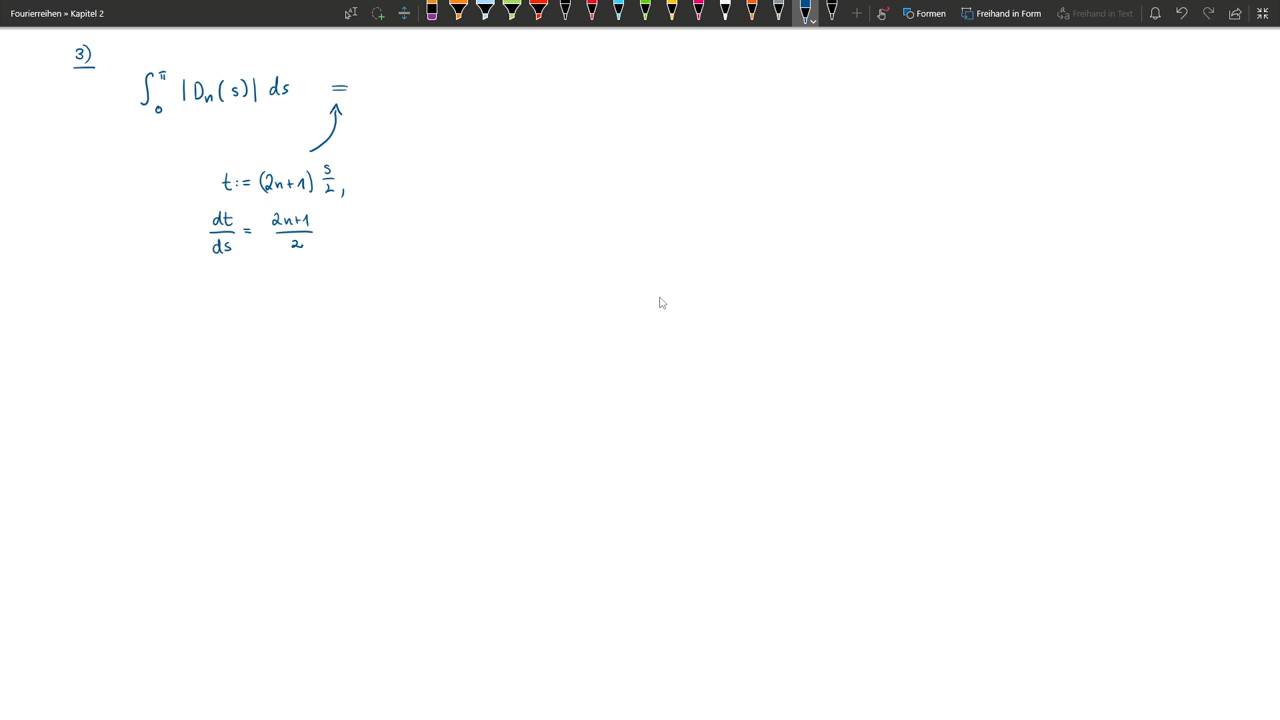 Fourierreihen » Kapitel 2
Formen
Freihand in Form
Freihand in Text
3)
∫₀^π |Dₙ(s)| ds =
t := (2n+1) s/2,
dt/ds = (2n+1)/2